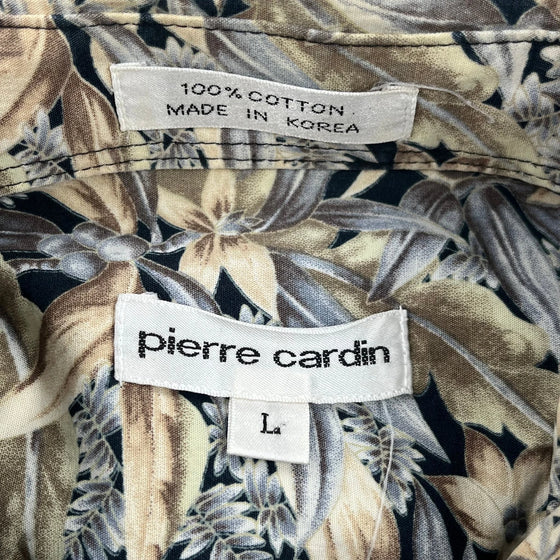 100% COTTON
MADE IN KOREA
pierre cardin
L